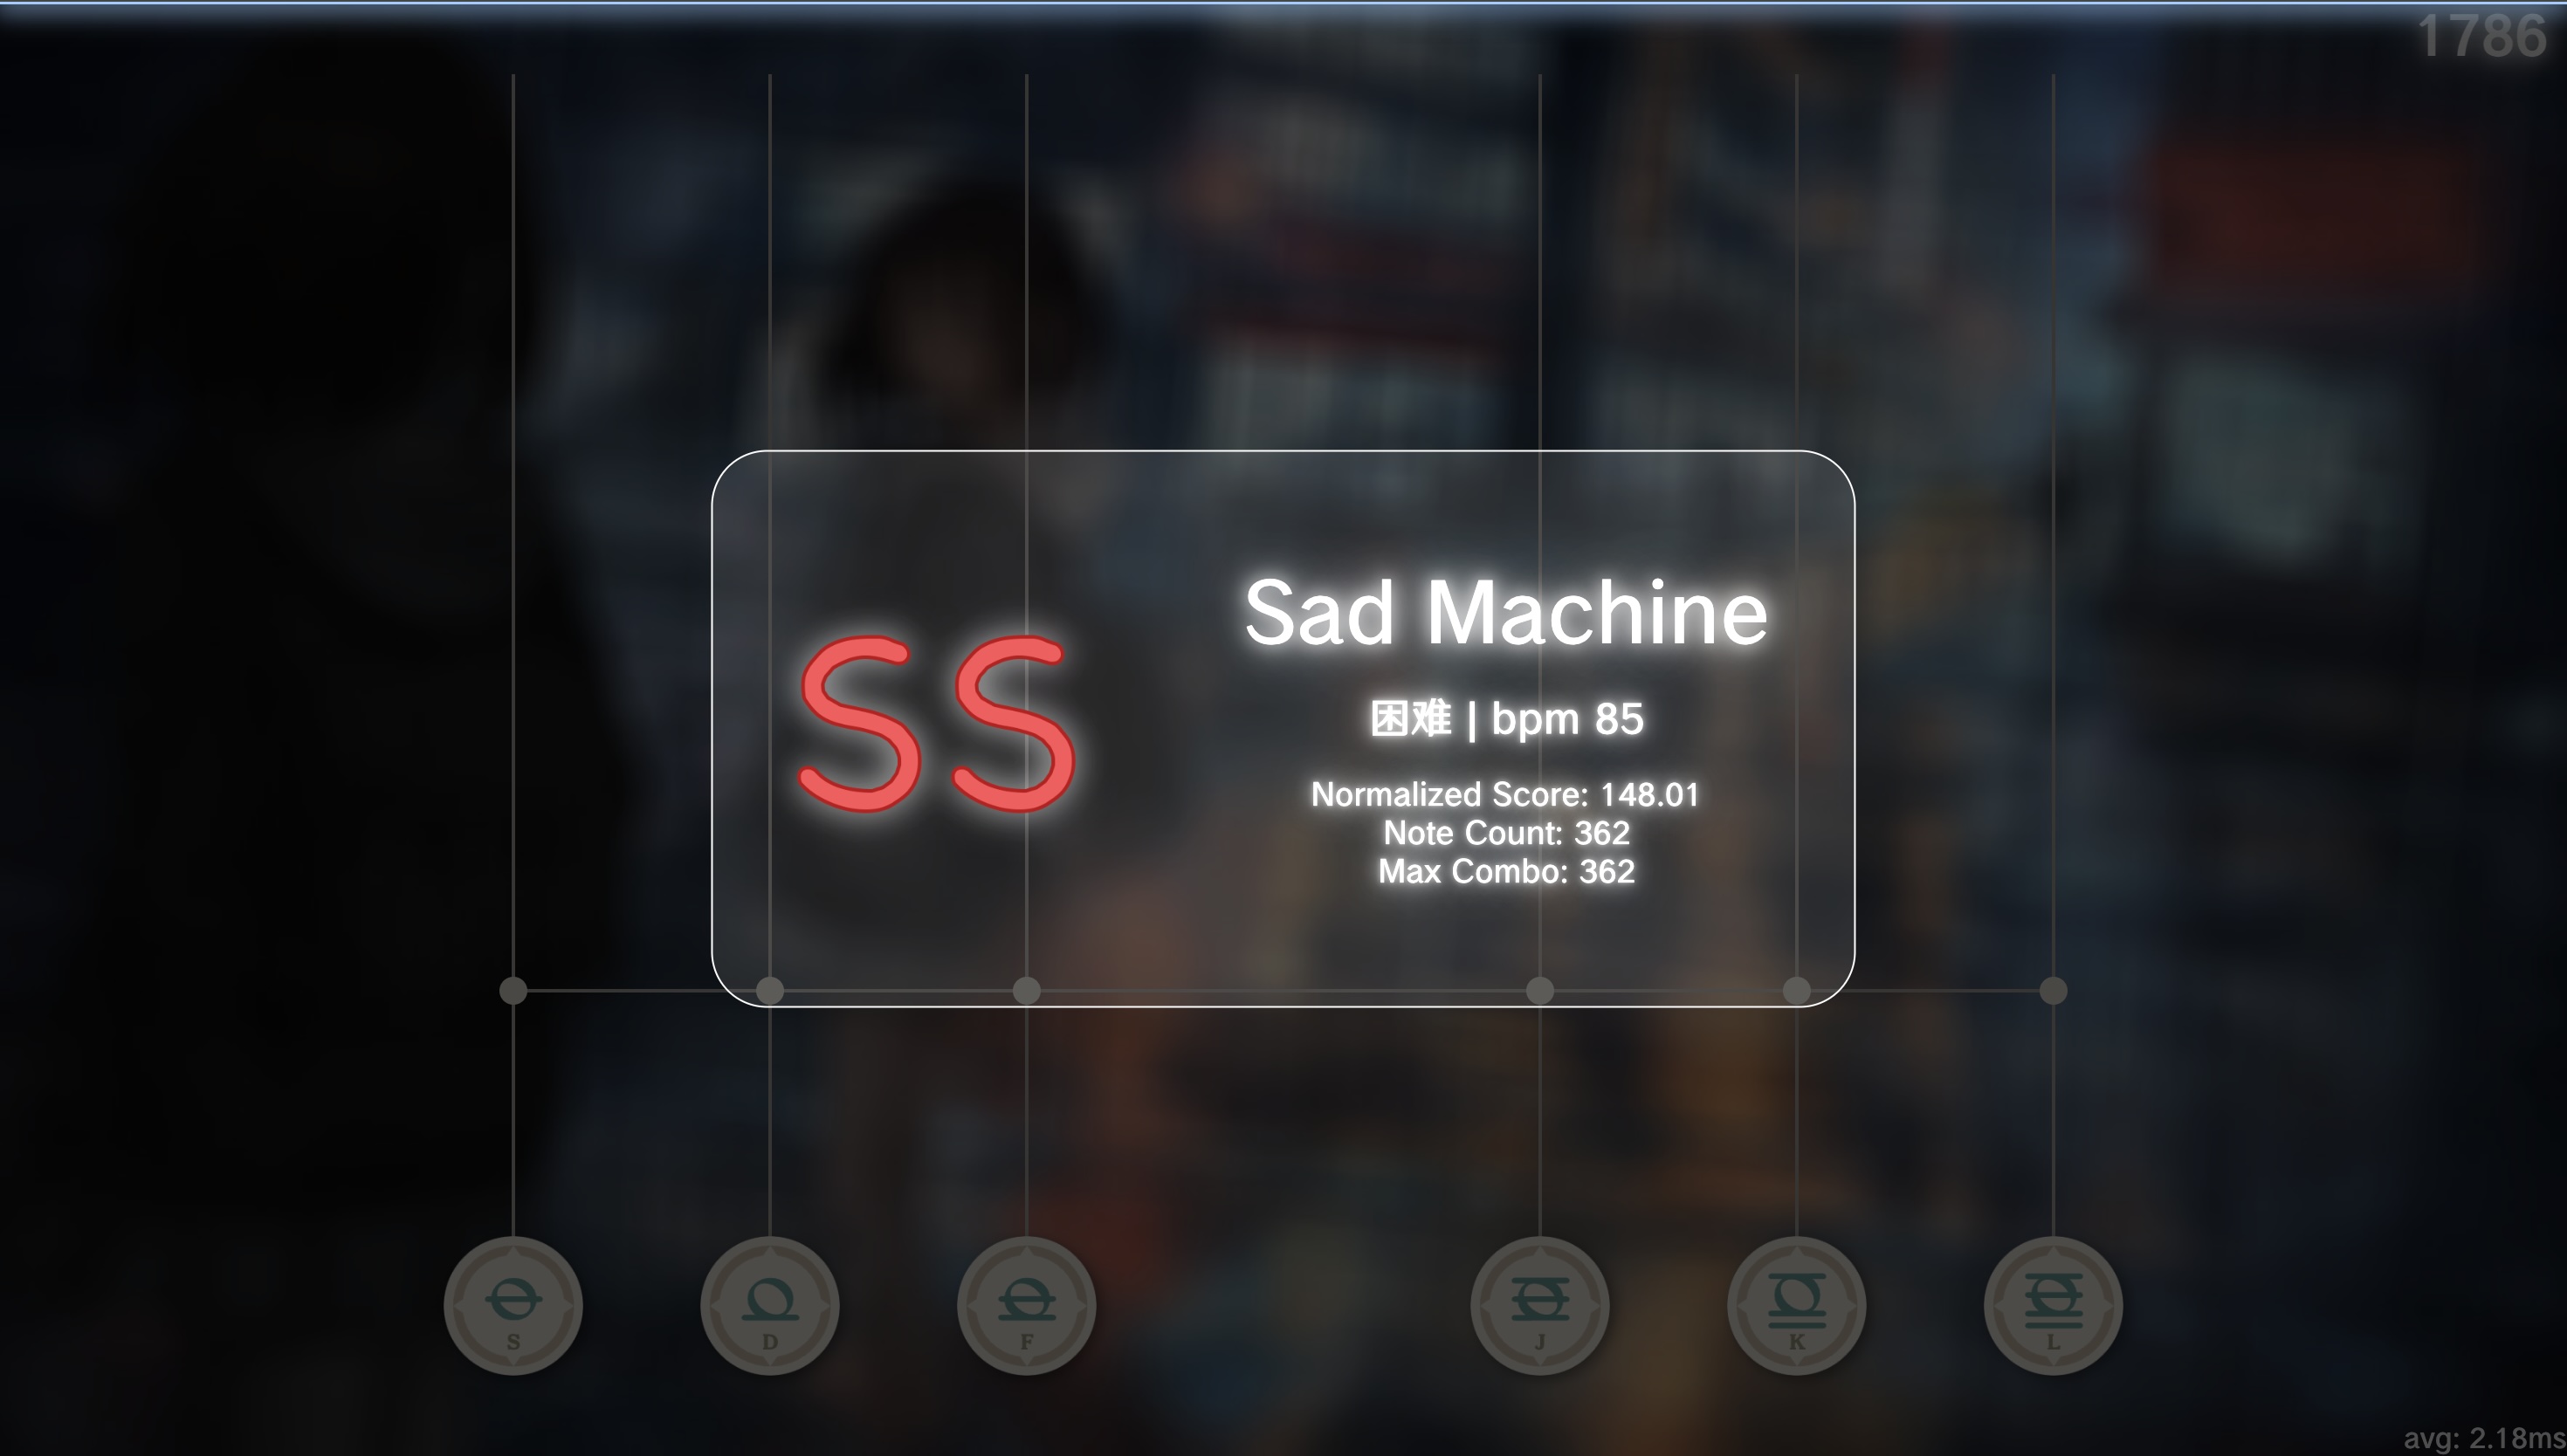 1786
SS
Sad Machine
困难 | bpm 85
Normalized Score: 148.01
Note Count: 362
Max Combo: 362
S
D
F
J
K
L
avg: 2.18ms